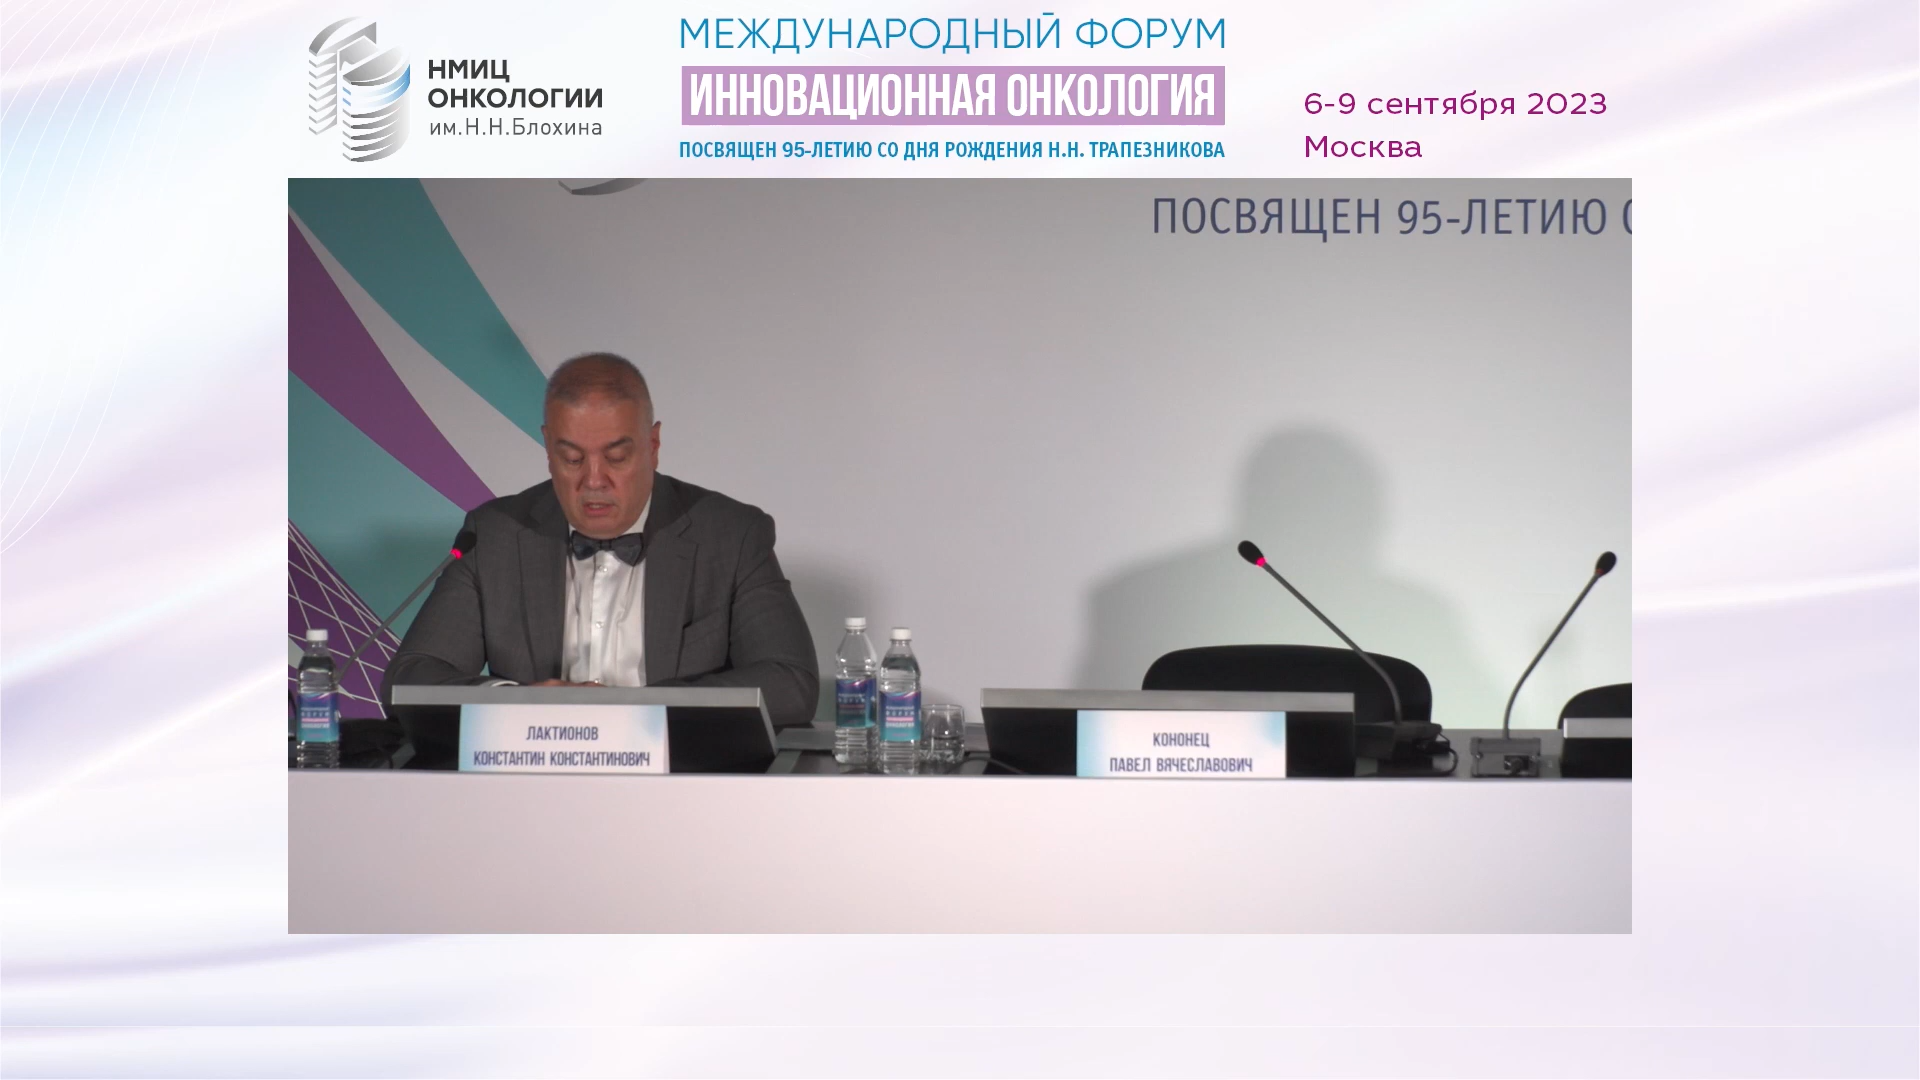 НМИЦ
ОНКОЛОГИИ
им.Н.Н.Блохина
МЕЖДУНАРОДНЫЙ ФОРУМ
ИННОВАЦИОННАЯ ОНКОЛОГИЯ
ПОСВЯЩЕН 95-ЛЕТИЮ СО ДНЯ РОЖДЕНИЯ Н.Н. ТРАПЕЗНИКОВА
6-9 сентября 2023
Москва
ПОСВЯЩЕН 95-ЛЕТИЮ
ЛАКТИОНОВ
КОНСТАНТИН КОНСТАНТИНОВИЧ
КОНОНЕЦ
ПАВЕЛ ВЯЧЕСЛАВОВИЧ